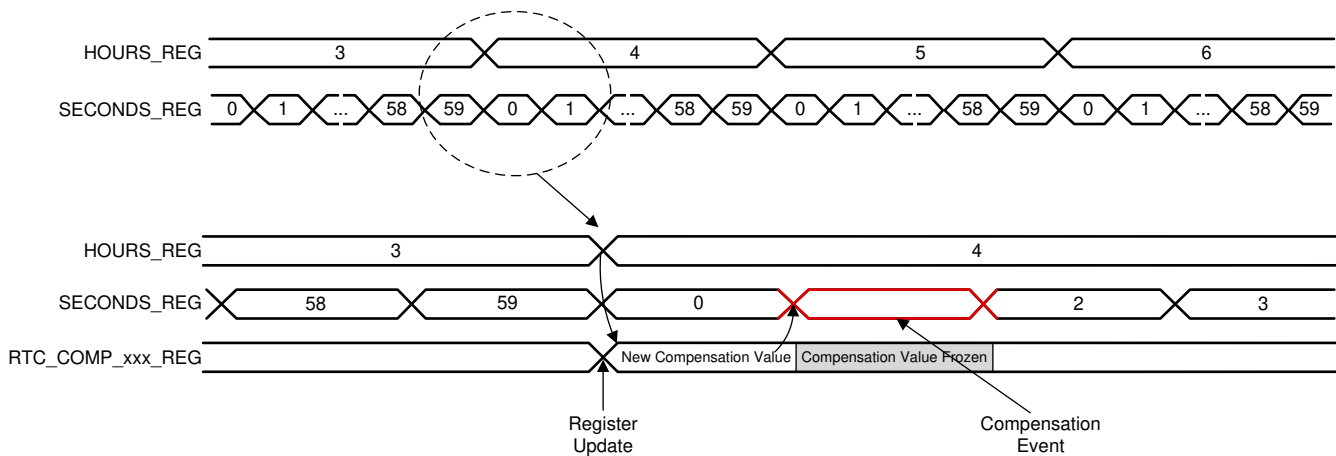 HOURS_REG 3 4 5 6
SECONDS_REG 0 1 ... 58 59 0 1 ... 58 59 0 1 ... 58 59 0 1 ... 58 59
HOURS_REG 3 4
SECONDS_REG 58 59 0 2 3
RTC_COMP_xxx_REG New Compensation Value Compensation Value Frozen
Register
Update
Compensation
Event